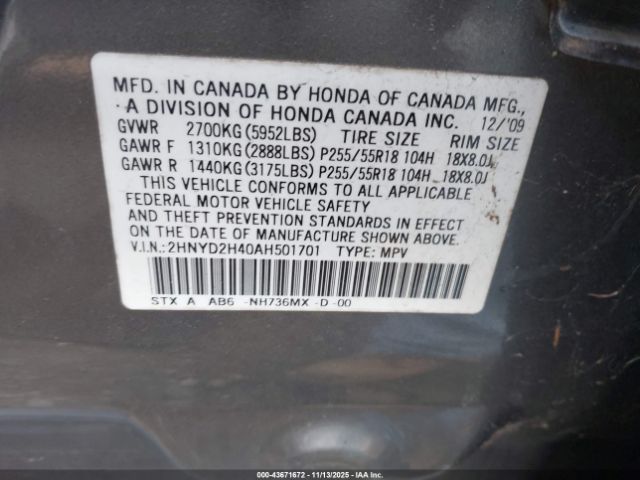 MFD. IN CANADA BY HONDA OF CANADA MFG.,
A DIVISION OF HONDA CANADA INC. 12/'09
GVWR 2700KG (5952LBS) TIRE SIZE RIM SIZE
GAWR F 1310KG (2888LBS) P255/55R18 104H 18X8.0J
GAWR R 1440KG (3175LBS) P255/55R18 104H 18X8.0J
THIS VEHICLE CONFORMS TO ALL APPLICABLE
FEDERAL MOTOR VEHICLE SAFETY
AND THEFT PREVENTION STANDARDS IN EFFECT
ON THE DATE OF MANUFACTURE SHOWN ABOVE.
V.I.N.: 2HNYD2H40AH501701 TYPE: MPV
STX A AB6 -NH736MX -D -00
00-43671672 - 11/13/2025 - IAA Inc.